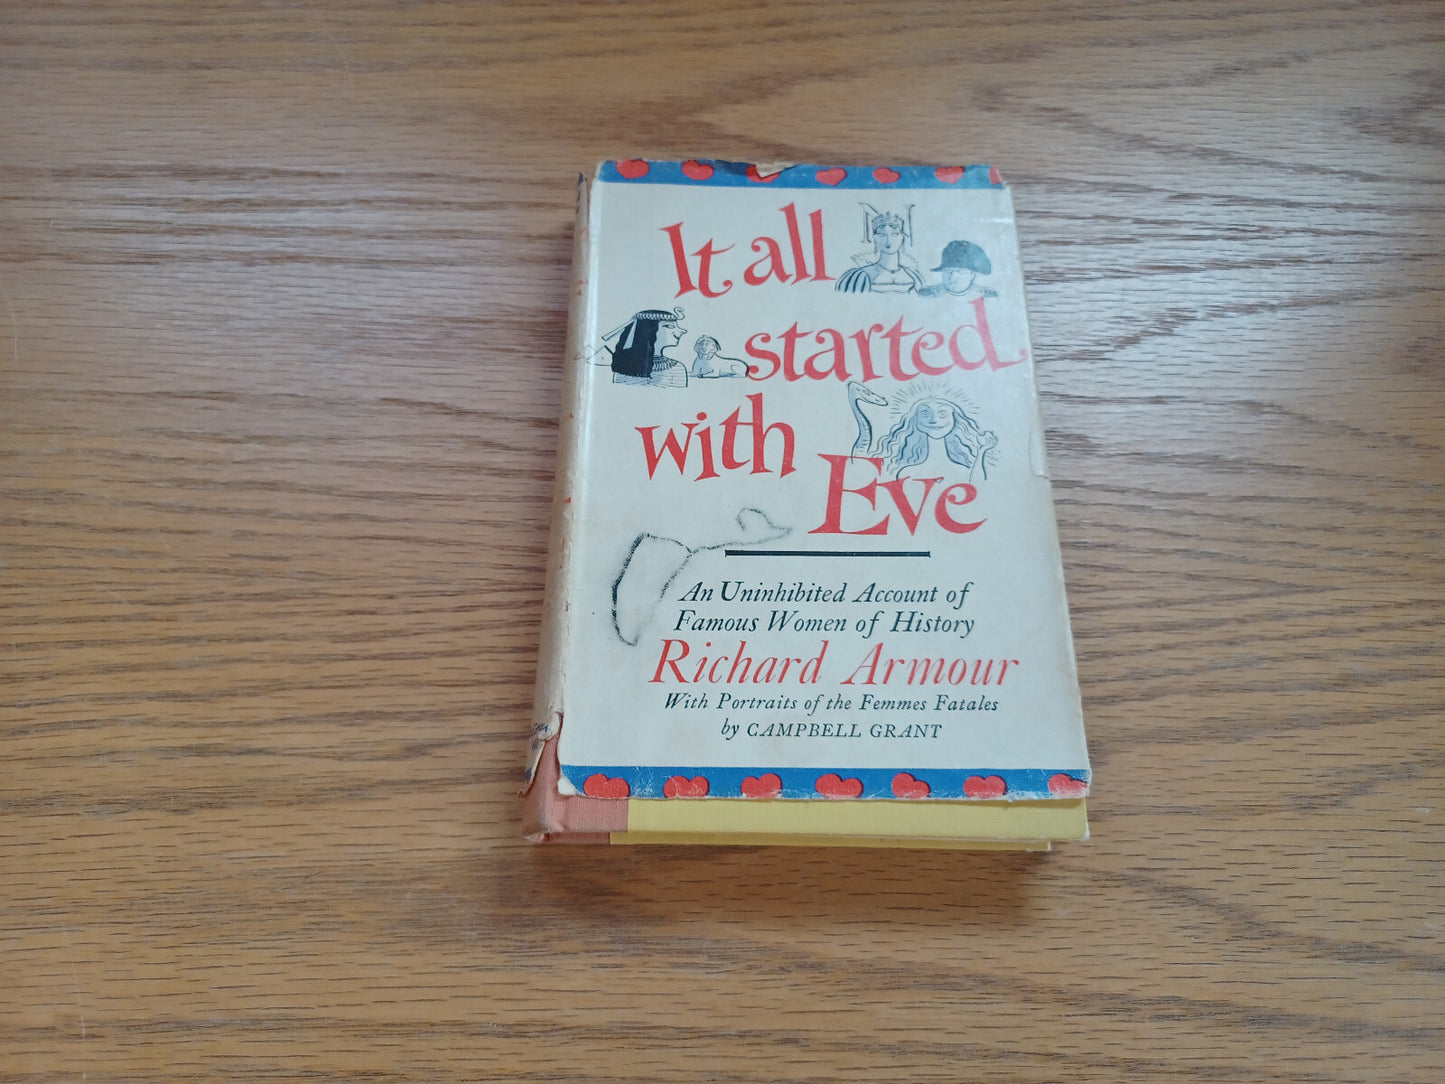 It all
started
with
Eve
An Uninhibited Account of
Famous Women of History
Richard Armour
With Portraits of the Femmes Fatales
by CAMPBELL GRANT